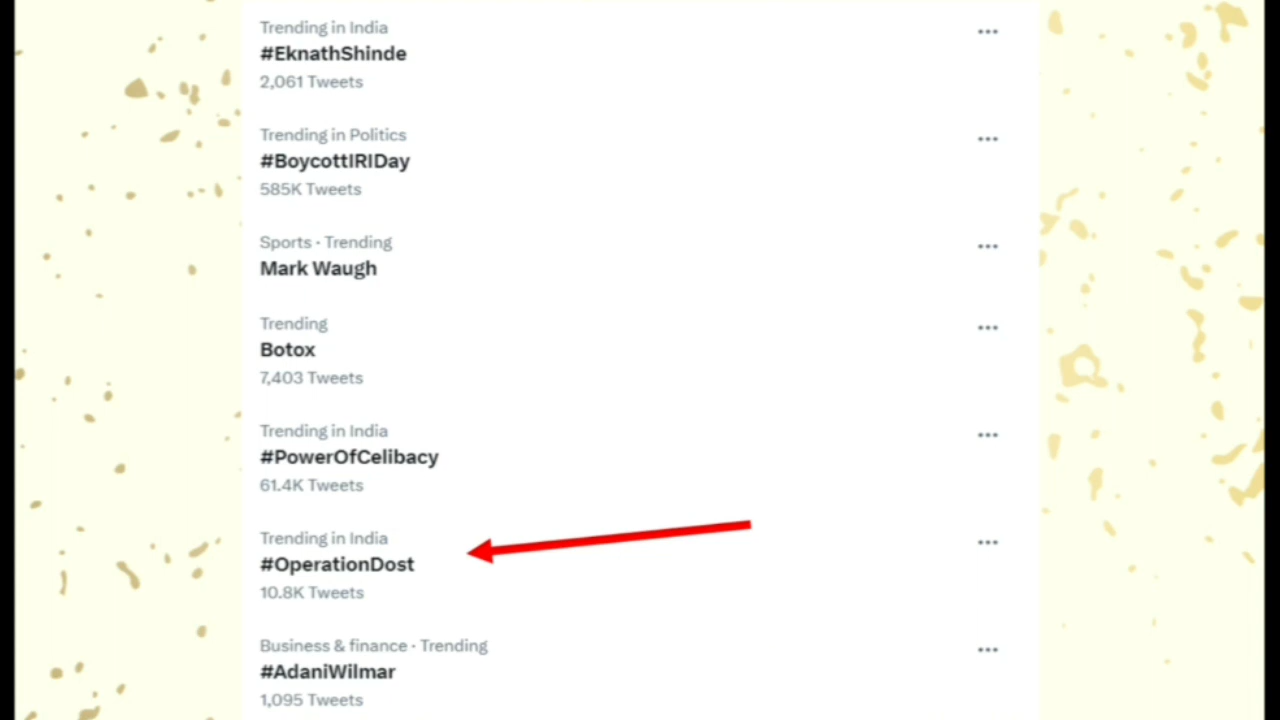 Trending in India
#EknathShinde
2,061 Tweets
Trending in Politics
#BoycottIRIDay
585K Tweets
Sports · Trending
Mark Waugh
Trending
Botox
7,403 Tweets
Trending in India
#PowerOfCelibacy
61.4K Tweets
Trending in India
#OperationDost
10.8K Tweets
Business & finance · Trending
#AdaniWilmar
1,095 Tweets